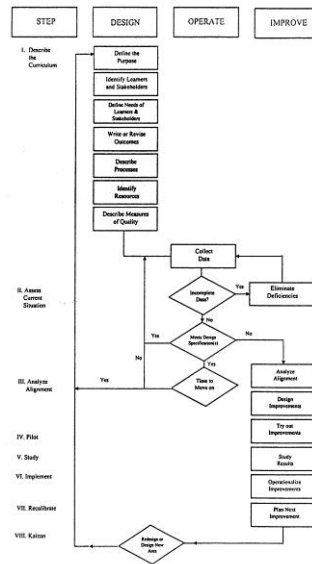 STEP
DESIGN
OPERATE
IMPROVE
I. Describe
the
Curriculum
Define the
Purpose
Identify Learners
and Stakeholders
Define Needs of
Learners &
Stakeholders
Write or Revise
Outcomes
Describe
Processes
Identify
Resources
Describe Measures
of Quality
Collect
Data
II. Assess
Current
Situation
Incomplete
Data?
Yes
Eliminate
Deficiencies
No
Yes
Meets Design
Specification(s)
No
No
Yes
III. Analyze
Alignment
Yes
Time to
Move on
Analyze
Alignment
Design
Improvements
Try out
Improvements
IV. Pilot
V. Study
Study
Results
VI. Implement
Operationalize
Improvements
VII. Recalibrate
Plan Next
Improvement
VIII. Kaizan
Redesign or
Design New
Area